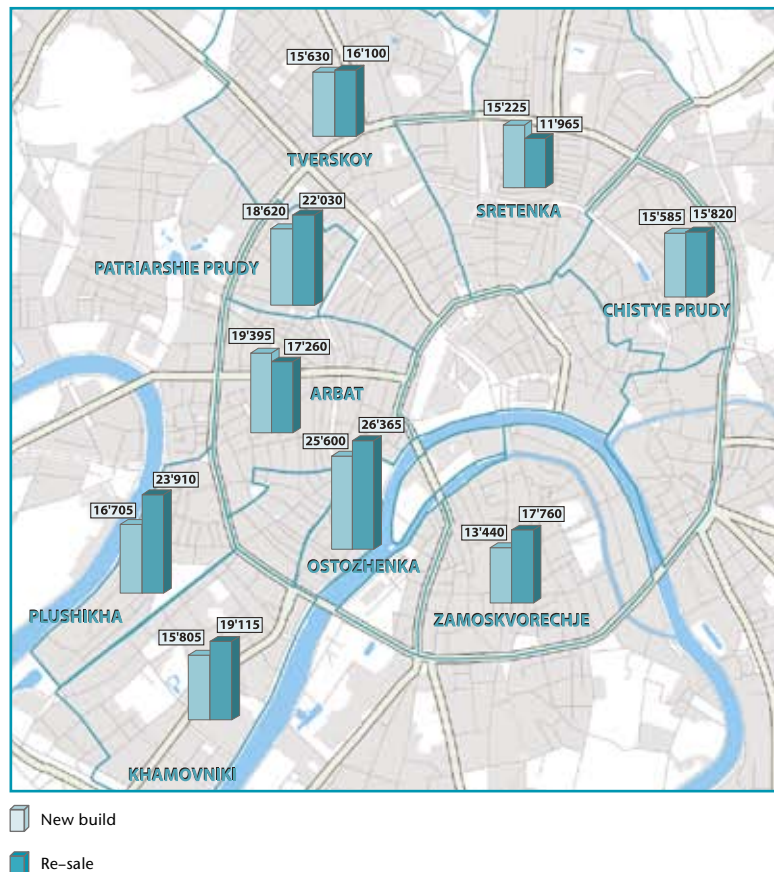 15'630 16'100
TVERSKOY
15'225
11'965
SRETENKA
18'620
22'030
PATRIARSHIE PRUDY
15'585 15'820
CHISTYE PRUDY
19'395
17'260
ARBAT
25'600
26'365
OSTOZHENKA
16'705
23'910
PLUSHIKHA
13'440
17'760
ZAMOSKVORECHJE
15'805
19'115
KHAMOVNIKI
New build
Re-sale